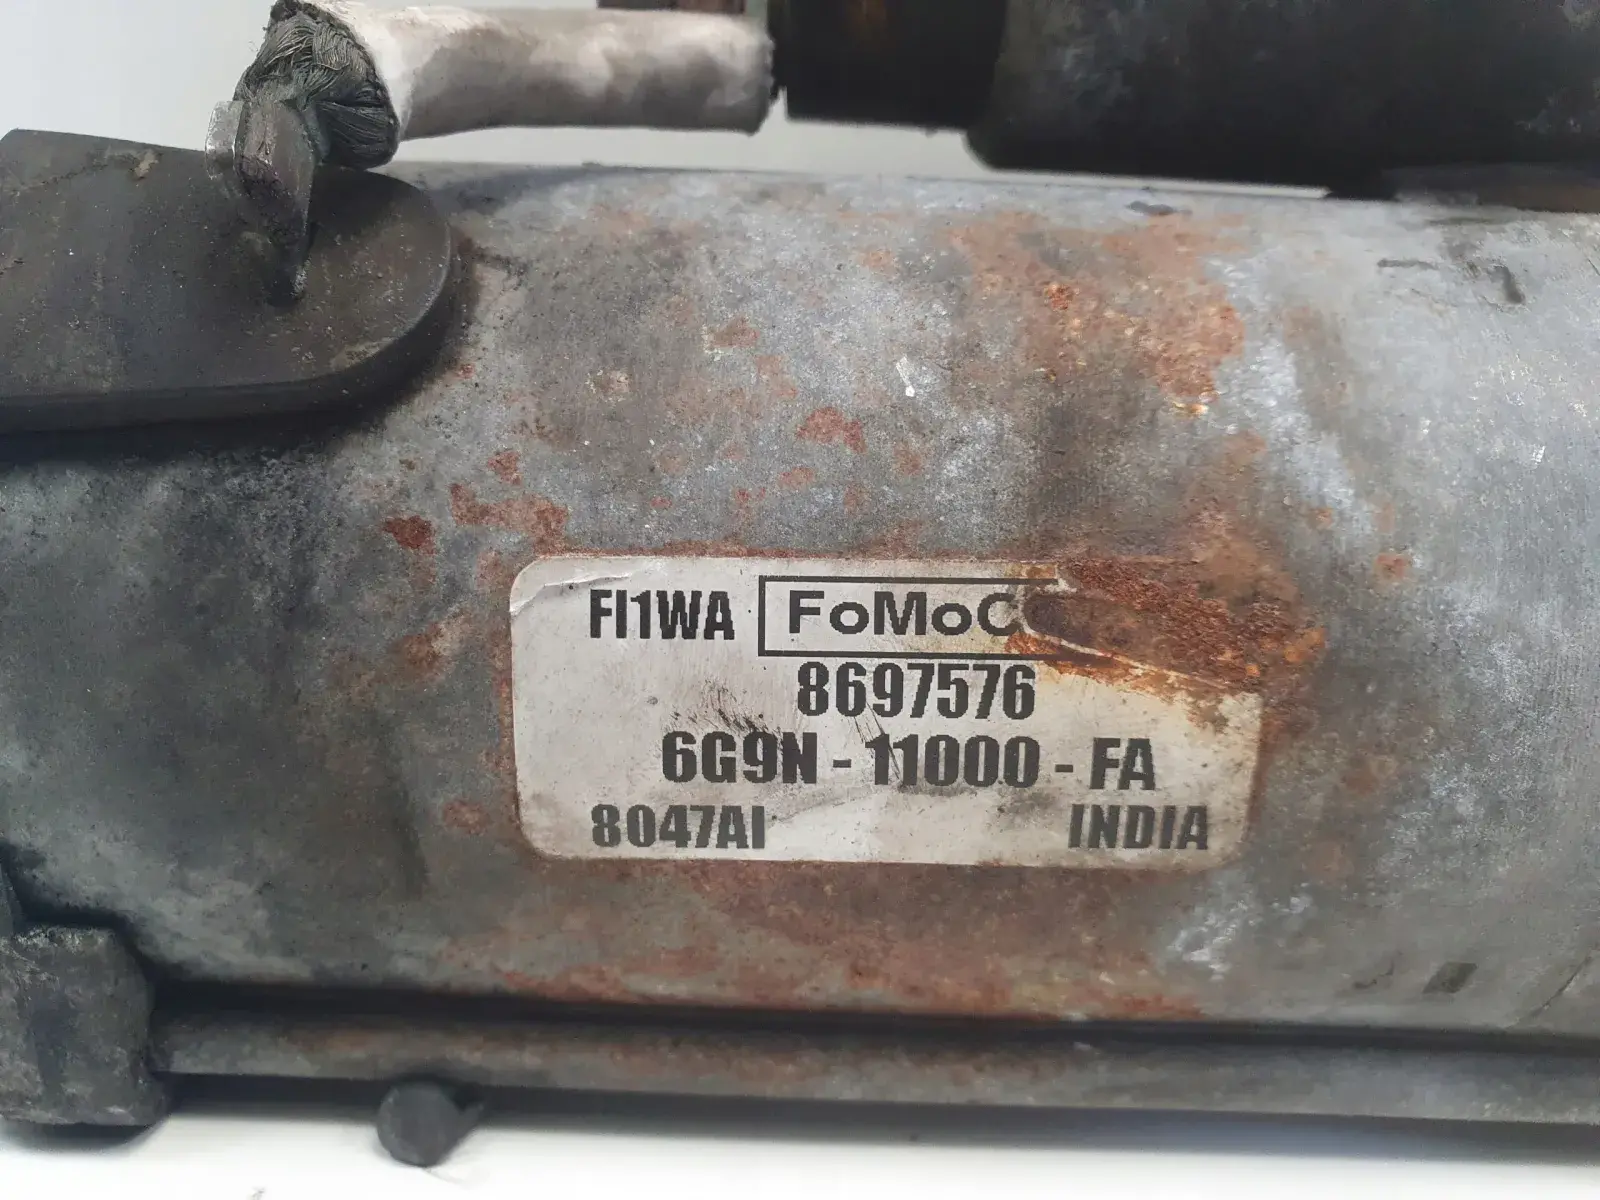 FI1WA FoMoC
8697576
6G9N - 11000 - FA
8047AI INDIA